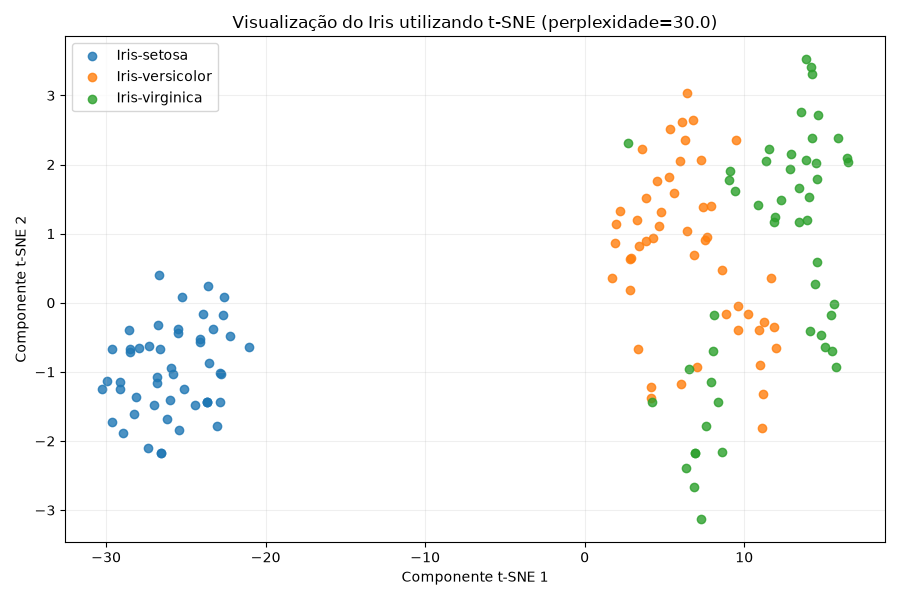 Visualização do Iris utilizando t-SNE (perplexidade=30.0)
Iris-setosa
Iris-versicolor
Iris-virginica
Componente t-SNE 2
3
2
1
0
−1
−2
−3
−30
−20
−10
0
10
Componente t-SNE 1